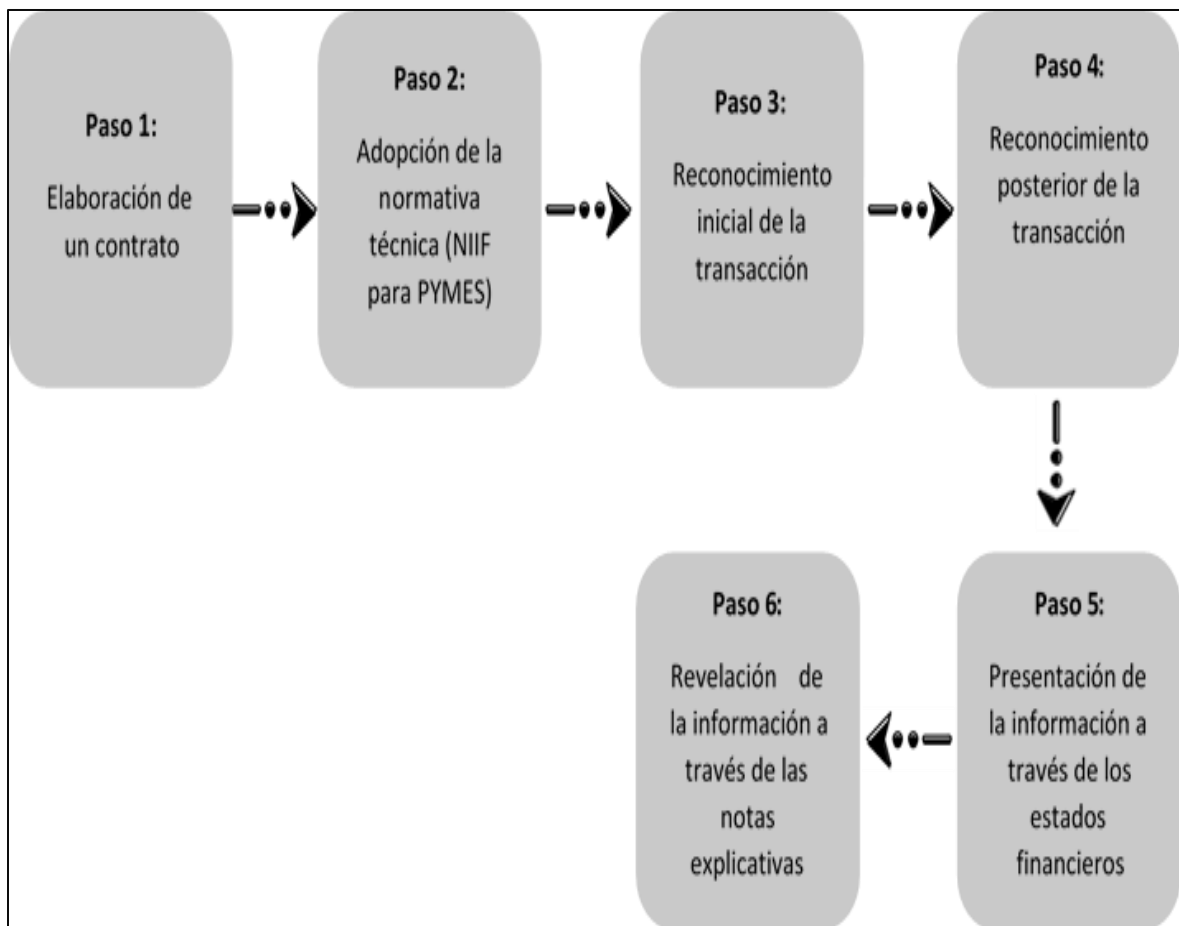 Paso 1:
Elaboración de
un contrato
Paso 2:
Adopción de la
normativa
técnica (NIIF
para PYMES)
Paso 3:
Reconocimiento
inicial de la
transacción
Paso 4:
Reconocimiento
posterior de la
transacción
Paso 5:
Presentación de
la información a
través de los
estados
financieros
Paso 6:
Revelación de
la información a
través de las
notas
explicativas